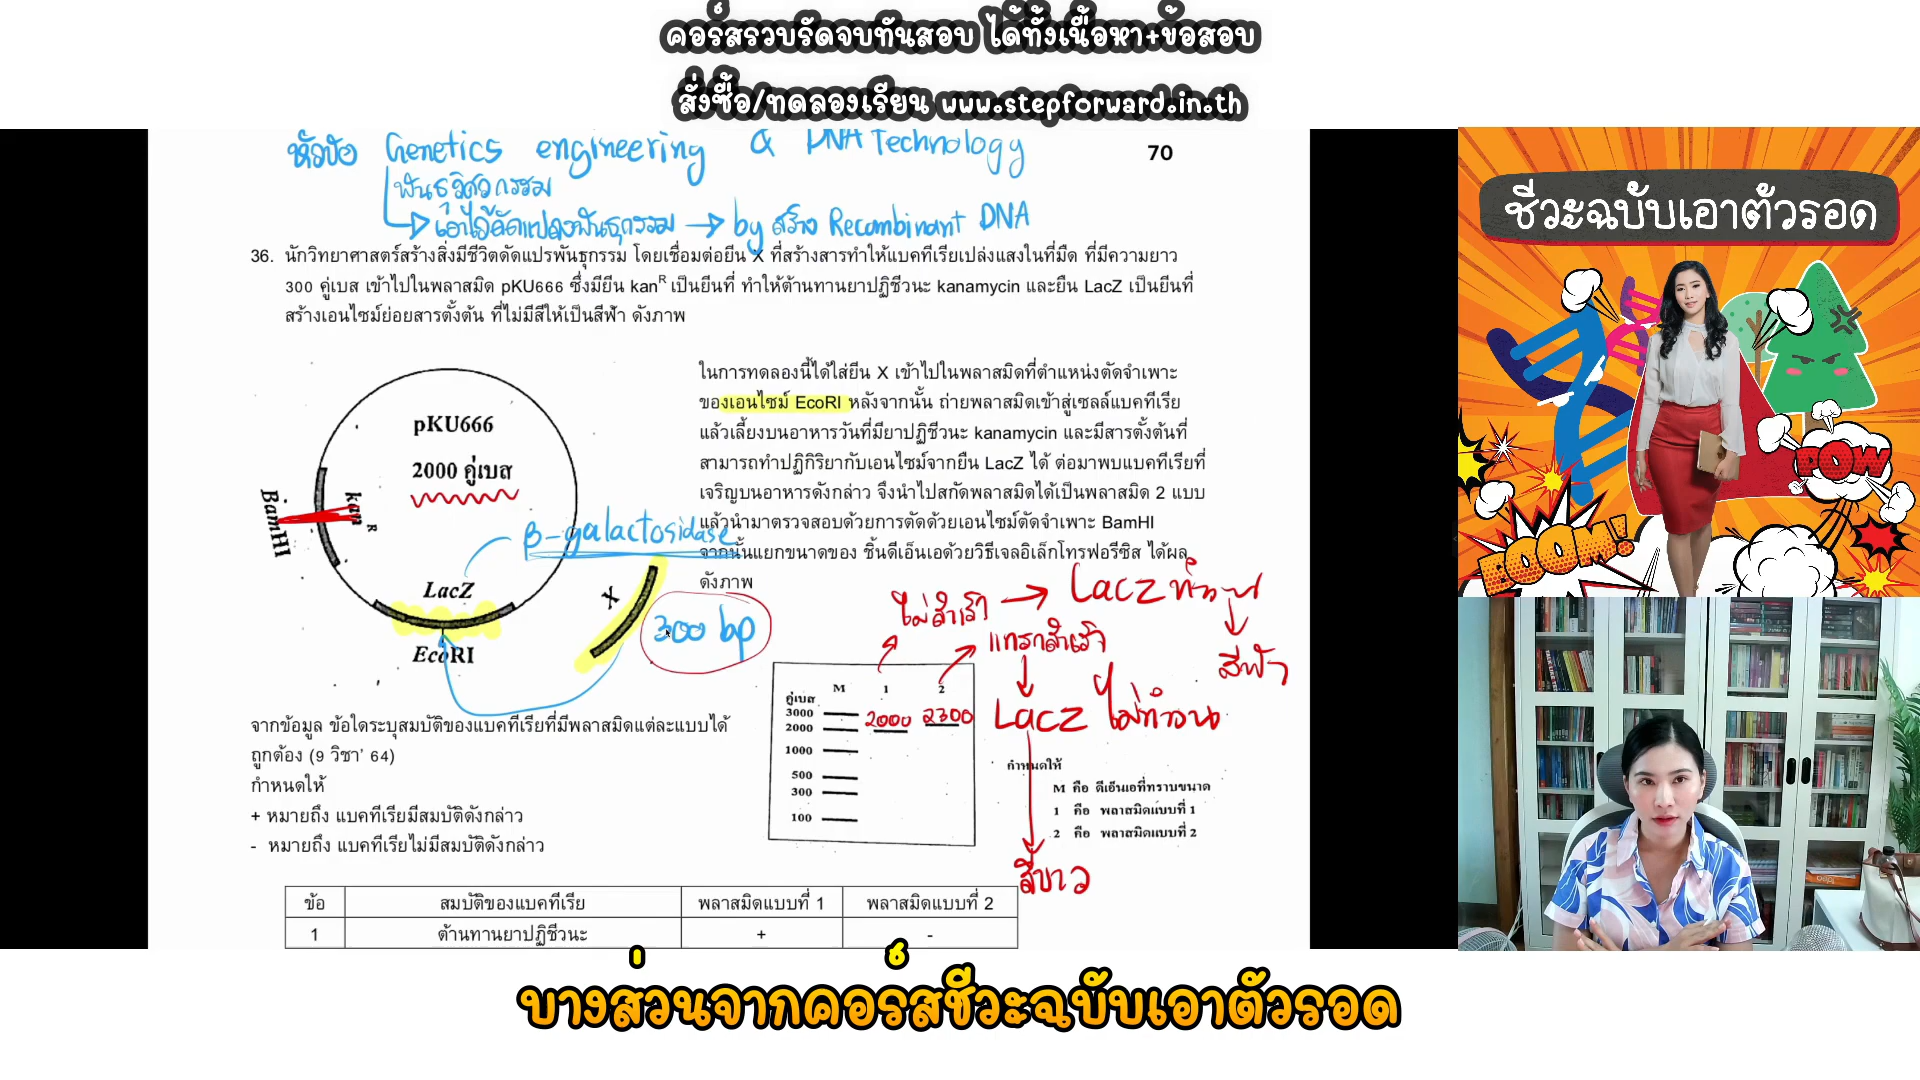 คอร์สรวบรัดจบทันสอบ ได้ทั้งเนื้อหา+ข้อสอบ
สั่งซื้อ/ทดลองเรียน www.stepforward.in.th
หัวข้อ Genetics engineering & DNA Technology
70
พันธุวิศวกรรม
by สร้าง Recombinant DNA
36. นักวิทยาศาสตร์สร้างสิ่งมีชีวิตดัดแปรพันธุกรรม โดยเชื่อมต่อยีน X ที่สร้างสารทำให้แบคทีเรียเปล่งแสงในที่มืด ที่มีความยาว
300 คู่เบส เข้าไปในพลาสมิด pKU666 ซึ่งมียีน kanR เป็นยีนที่ ทำให้ต้านทานยาปฏิชีวนะ kanamycin และยีน LacZ เป็นยีนที่
สร้างเอนไซม์ย่อยสารตั้งต้น ที่ไม่มีสีให้เป็นสีฟ้า ดังภาพ
ในการทดลองนี้ได้ใส่ยีน X เข้าไปในพลาสมิดที่ตำแหน่งตัดจำเพาะ
ของเอนไซม์ EcoRI หลังจากนั้น ถ่ายพลาสมิดเข้าสู่เซลล์แบคทีเรีย
แล้วเลี้ยงบนอาหารวันที่มียาปฏิชีวนะ kanamycin และมีสารตั้งต้นที่
สามารถทำปฏิกิริยากับเอนไซม์จากยีน LacZ ได้ ต่อมาพบแบคทีเรียที่
เจริญบนอาหารดังกล่าว จึงนำไปสกัดพลาสมิดได้เป็นพลาสมิด 2 แบบ
แล้วนำมาตรวจสอบด้วยการตัดด้วยเอนไซม์ตัดจำเพาะ BamHI
จากนั้นแยกขนาดของ ชิ้นดีเอ็นเอด้วยวิธีเจลอิเล็กโทรฟอรีซิส ได้ผล
ดังภาพ
pKU666
2000 คู่เบส
BamHI
kan R
β-galactosidase
LacZ
EcoRI
X
300 bp
ไม่สำเร็จ → LacZ ทำงาน
แทรกสำเร็จ
สีฟ้า
LacZ ไม่ทำงาน
สีขาว
คู่เบส M 1 2
3000
2000
2000 2300
1000
500
300
100
กำหนดให้
M คือ ดีเอ็นเอที่ทราบขนาด
1 คือ พลาสมิดแบบที่ 1
2 คือ พลาสมิดแบบที่ 2
จากข้อมูล ข้อใดระบุสมบัติของแบคทีเรียที่มีพลาสมิดแต่ละแบบได้
ถูกต้อง (9 วิชา' 64)
กำหนดให้
+ หมายถึง แบคทีเรียมีสมบัติดังกล่าว
- หมายถึง แบคทีเรียไม่มีสมบัติดังกล่าว
ข้อ สมบัติของแบคทีเรีย พลาสมิดแบบที่ 1 พลาสมิดแบบที่ 2
1 ต้านทานยาปฏิชีวนะ + -
ชีวะฉบับเอาตัวรอด
POW
BOOM!
บางส่วนจากคอร์สชีวะฉบับเอาตัวรอด